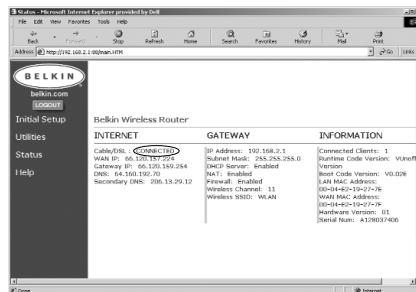 Status - Microsoft Internet Explorer provided by Dell
File Edit View Favorites Tools Help
Back Forward Stop Refresh Home Search Favorites History Mail Print
Address http://192.168.2.1:88/main.HTM Go Links
BELKIN
belkin.com
LOGOUT
Initial Setup
Utilities
Status
Help
Belkin Wireless Router
INTERNET
Cable/DSL : CONNECTED
WAN IP: 66.120.157.224
Gateway IP: 66.120.159.254
DNS: 64.160.192.70
Secondary DNS: 206.13.29.12
GATEWAY
IP Address: 192.168.2.1
Subnet Mask: 255.255.255.0
DHCP Server: Enabled
NAT: Enabled
Firewall: Enabled
Wireless Channel: 11
Wireless SSID: WLAN
INFORMATION
Connected Clients: 1
Runtime Code Version: VUnoff
Version
Boot Code Version: V0.02E
LAN MAC Address:
00-04-E2-19-27-7E
WAN MAC Address:
00-04-E2-19-27-7F
Hardware Version: 01
Serial Num: A128037406
Done Internet